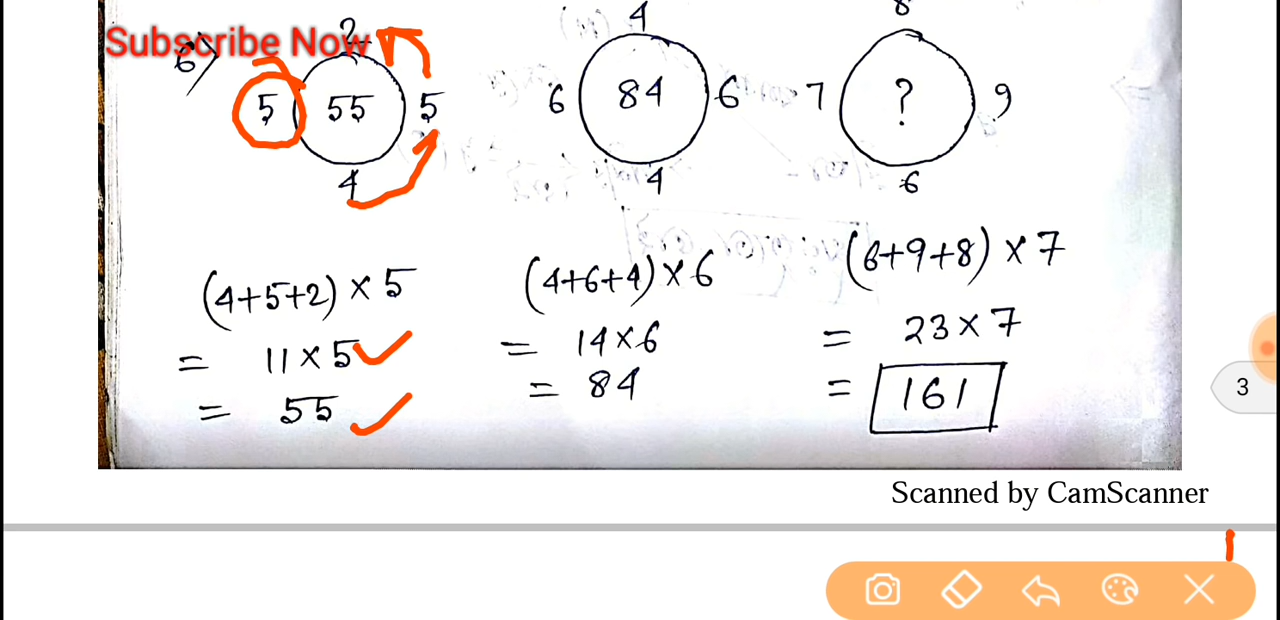 Subscribe Now
6)
2 4 8
5 55 5 6 84 6 7 ? 9
4 4 6
(4+5+2) × 5 (4+6+4) × 6 (6+9+8) × 7
= 11 × 5 = 14 × 6 = 23 × 7
= 55 = 84 = 161
3
Scanned by CamScanner